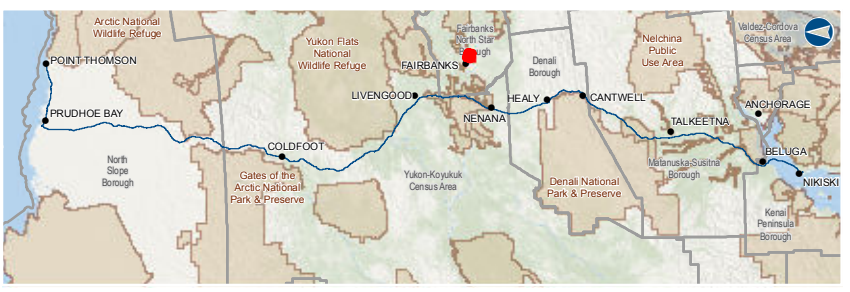 Arctic National
Wildlife Refuge
POINT THOMSON
PRUDHOE BAY
North
Slope
Borough
COLDFOOT
Gates of the
Arctic National
Park & Preserve
Yukon Flats
National
Wildlife Refuge
LIVENGOOD
Fairbanks
North Star
Borough
FAIRBANKS
NENANA
Yukon-Koyukuk
Census Area
Denali
Borough
HEALY
CANTWELL
Denali National
Park & Preserve
Nelchina
Public
Use Area
TALKEETNA
Matanuska-Susitna
Borough
Valdez-Cordova
Census Area
ANCHORAGE
BELUGA
NIKISKI
Kenai
Peninsula
Borough